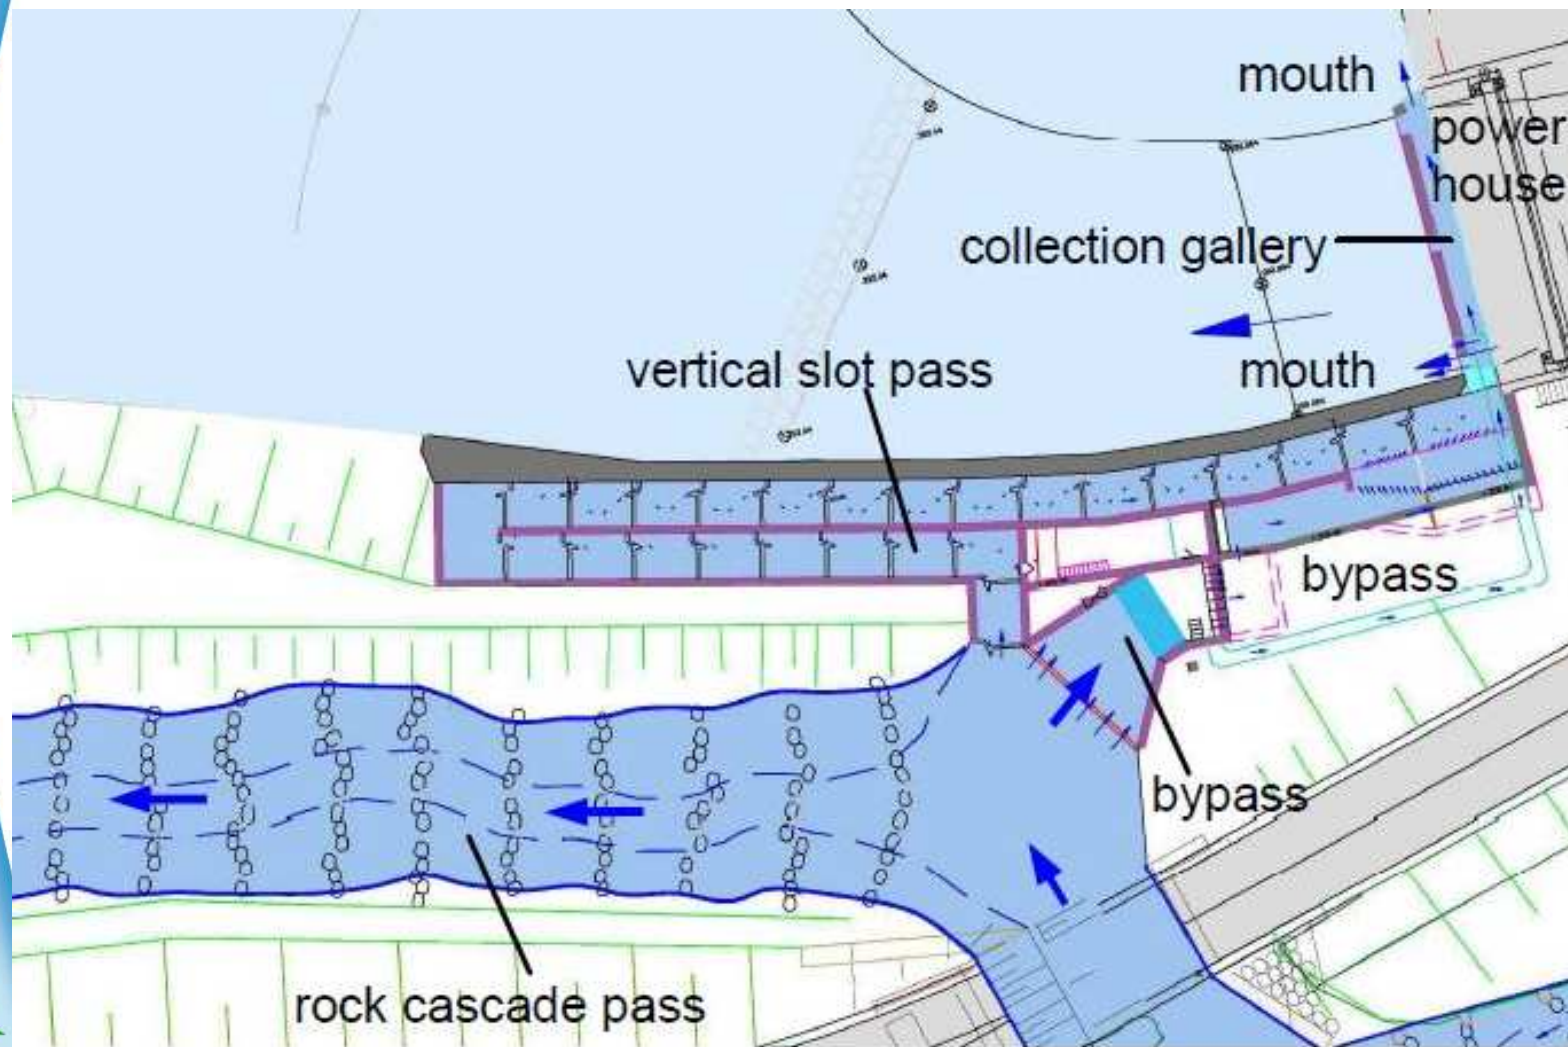 mouth
power
house
collection gallery
vertical slot pass
mouth
bypass
bypass
rock cascade pass